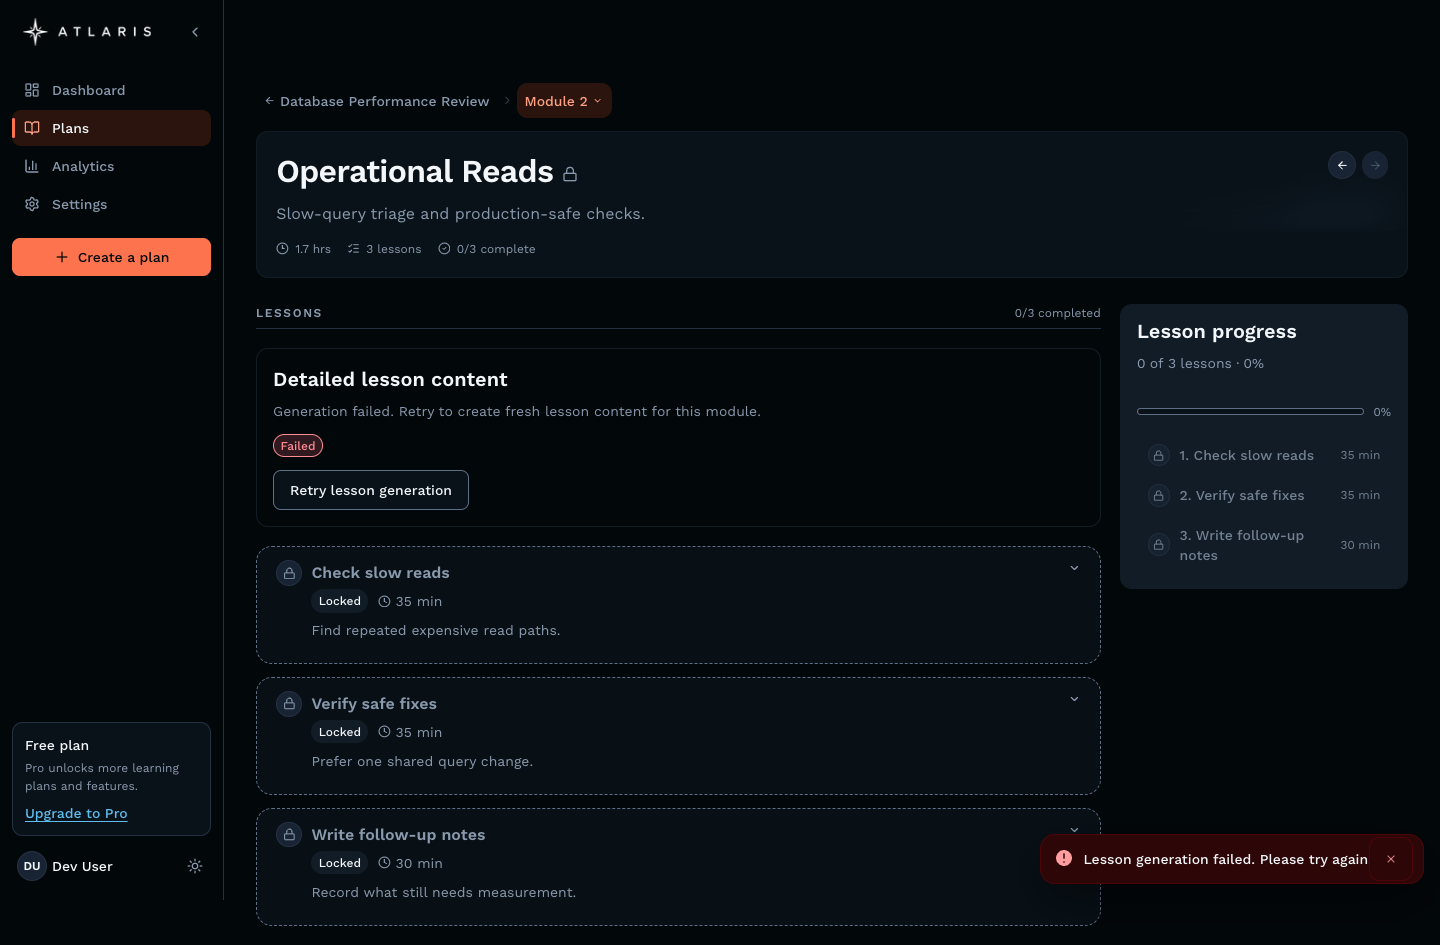 ATLARIS
Dashboard
Plans
Analytics
Settings
Create a plan
Free plan
Pro unlocks more learning
plans and features.
Upgrade to Pro
DU
Dev User
Database Performance Review
Module 2
Operational Reads
Slow-query triage and production-safe checks.
1.7 hrs
3 lessons
0/3 complete
LESSONS
0/3 completed
Detailed lesson content
Generation failed. Retry to create fresh lesson content for this module.
Failed
Retry lesson generation
Check slow reads
Locked
35 min
Find repeated expensive read paths.
Verify safe fixes
Locked
35 min
Prefer one shared query change.
Write follow-up notes
Locked
30 min
Record what still needs measurement.
Lesson progress
0 of 3 lessons · 0%
0%
1. Check slow reads
35 min
2. Verify safe fixes
35 min
3. Write follow-up
notes
30 min
Lesson generation failed. Please try again